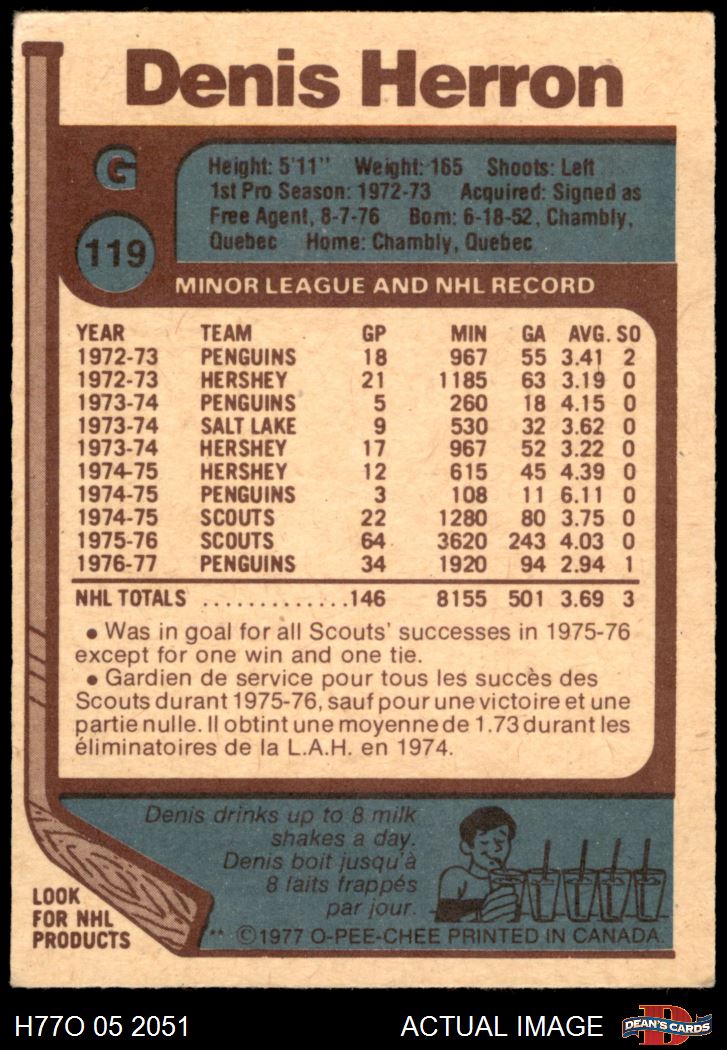 Denis Herron
G
119
Height: 5'11" Weight: 165 Shoots: Left
1st Pro Season: 1972-73 Acquired: Signed as
Free Agent, 8-7-76 Born: 6-18-52, Chambly,
Quebec Home: Chambly, Quebec
MINOR LEAGUE AND NHL RECORD
YEAR TEAM GP MIN GA AVG. SO
1972-73 PENGUINS 18 967 55 3.41 2
1972-73 HERSHEY 21 1185 63 3.19 0
1973-74 PENGUINS 5 260 18 4.15 0
1973-74 SALT LAKE 9 530 32 3.62 0
1973-74 HERSHEY 17 967 52 3.22 0
1974-75 HERSHEY 12 615 45 4.39 0
1974-75 PENGUINS 3 108 11 6.11 0
1974-75 SCOUTS 22 1280 80 3.75 0
1975-76 SCOUTS 64 3620 243 4.03 0
1976-77 PENGUINS 34 1920 94 2.94 1
NHL TOTALS .............146 8155 501 3.69 3
• Was in goal for all Scouts' successes in 1975-76
except for one win and one tie.
• Gardien de service pour tous les succès des
Scouts durant 1975-76, sauf pour une victoire et une
partie nulle. Il obtint une moyenne de 1.73 durant les
éliminatoires de la L.A.H. en 1974.
Denis drinks up to 8 milk
shakes a day.
Denis boit jusqu'à
8 laits frappés
par jour.
LOOK
FOR NHL
PRODUCTS
** ©1977 O-PEE-CHEE PRINTED IN CANADA
H77O 05 2051 ACTUAL IMAGE
D
DEAN'S CARDS